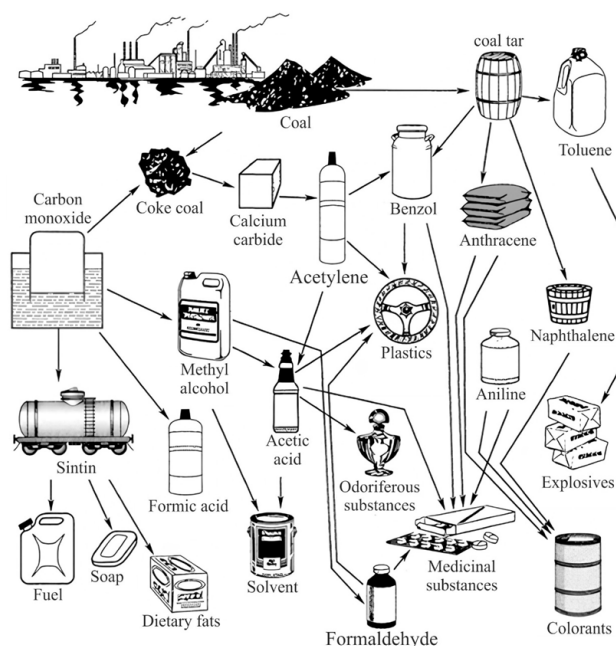 coal tar
Coal
Toluene
Carbon
monoxide
Coke coal
Calcium
carbide
Acetylene
Benzol
Anthracene
Naphthalene
Methyl
alcohol
Plastics
Aniline
Acetic
acid
Sintin
Formic acid
Odoriferous
substances
Explosives
Fuel
Soap
Dietary fats
Solvent
Medicinal
substances
Formaldehyde
Colorants